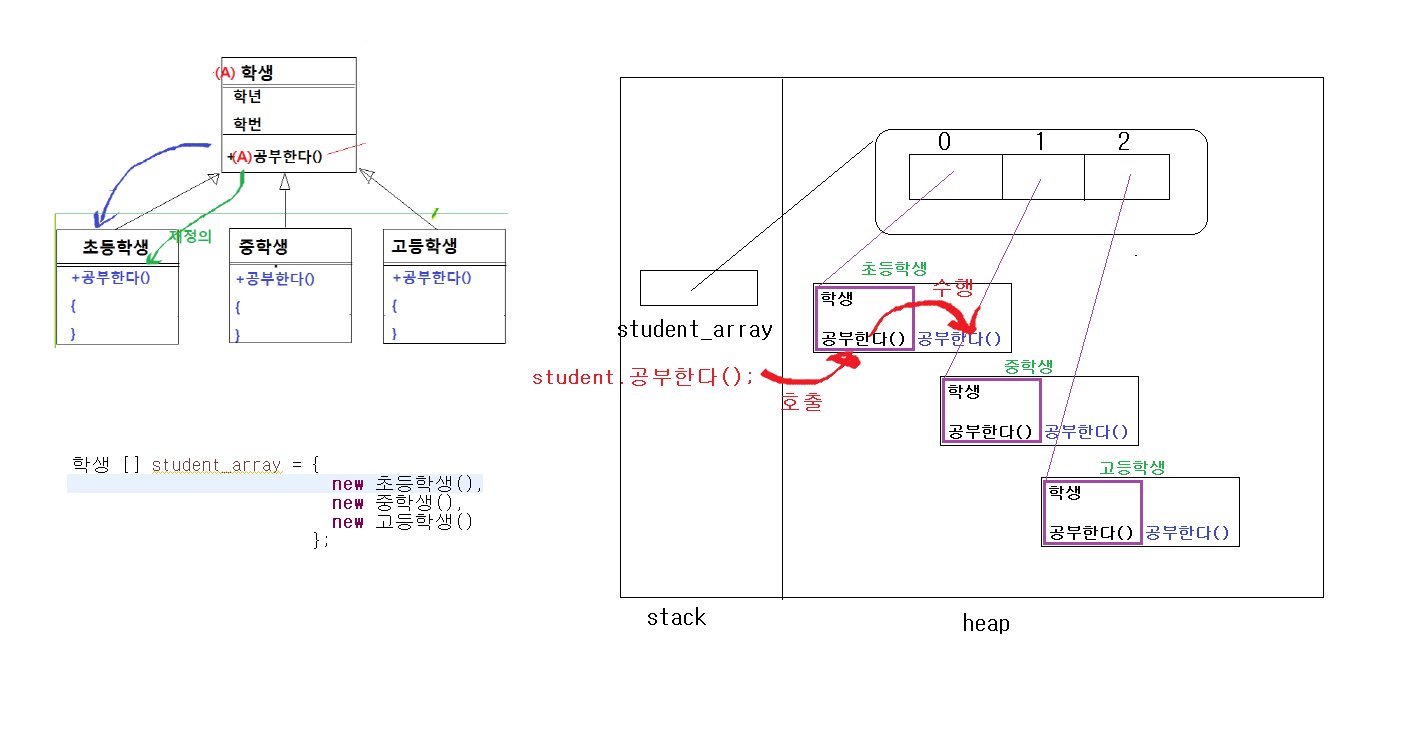 (A) 학생
학년
학번
+(A)공부한다()
재정의
초등학생
+공부한다()
{
}
중학생
+공부한다()
{
}
고등학생
+공부한다()
{
}
학생 [] student_array = {
new 초등학생(),
new 중학생(),
new 고등학생()
};
0 1 2
student_array
student.공부한다();
호출
초등학생
수행
학생
공부한다() 공부한다()
중학생
학생
공부한다() 공부한다()
고등학생
학생
공부한다() 공부한다()
stack
heap